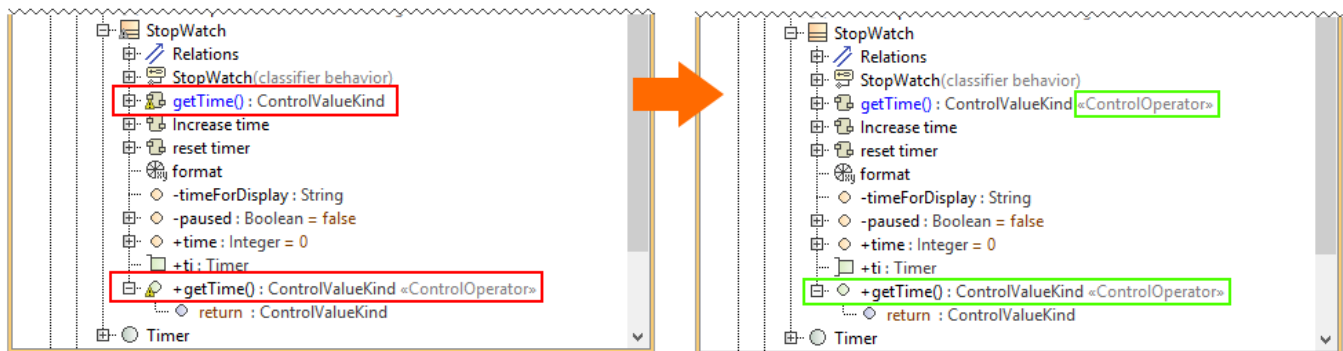 StopWatch
Relations
StopWatch(classifier behavior)
getTime() : ControlValueKind
Increase time
reset timer
format
-timeForDisplay : String
-paused : Boolean = false
+time : Integer = 0
+ti : Timer
+getTime() : ControlValueKind «ControlOperator»
return : ControlValueKind
Timer
StopWatch
Relations
StopWatch(classifier behavior)
getTime() : ControlValueKind «ControlOperator»
Increase time
reset timer
format
-timeForDisplay : String
-paused : Boolean = false
+time : Integer = 0
+ti : Timer
+getTime() : ControlValueKind «ControlOperator»
return : ControlValueKind
Timer